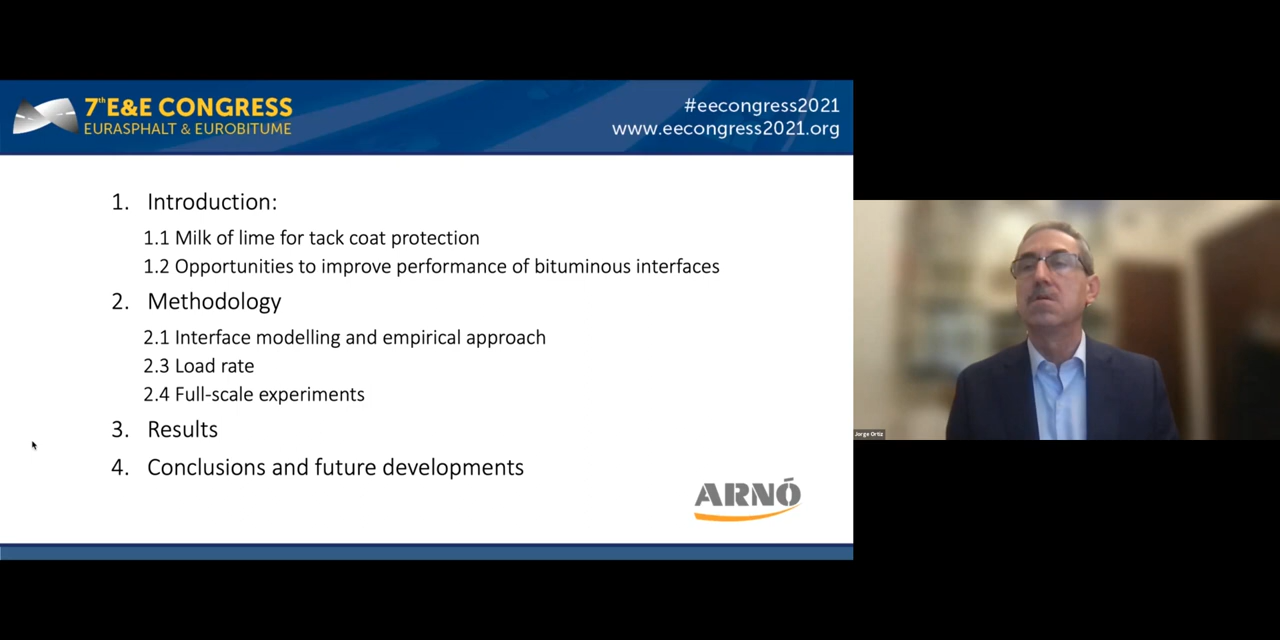 7th E&E CONGRESS
EURASPHALT & EUROBITUME
#eecongress2021
www.eecongress2021.org
1. Introduction:
1.1 Milk of lime for tack coat protection
1.2 Opportunities to improve performance of bituminous interfaces
2. Methodology
2.1 Interface modelling and empirical approach
2.3 Load rate
2.4 Full-scale experiments
3. Results
4. Conclusions and future developments
ARNÓ
Jorge Ortiz